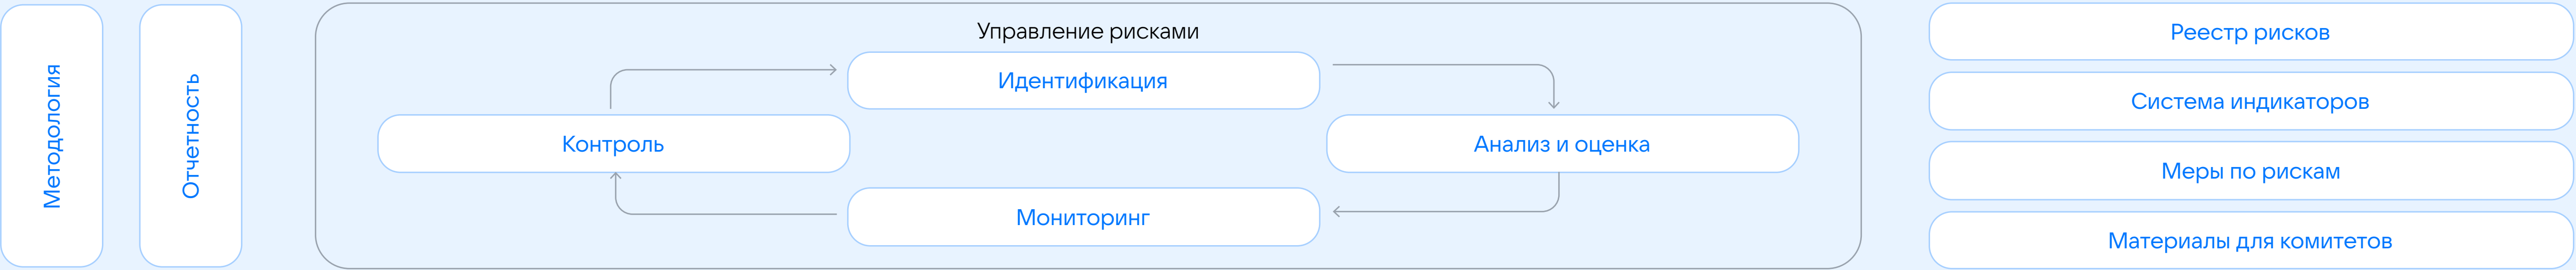 Методология
Отчетность
Управление рисками
Идентификация
Контроль
Анализ и оценка
Мониторинг
Реестр рисков
Система индикаторов
Меры по рискам
Материалы для комитетов